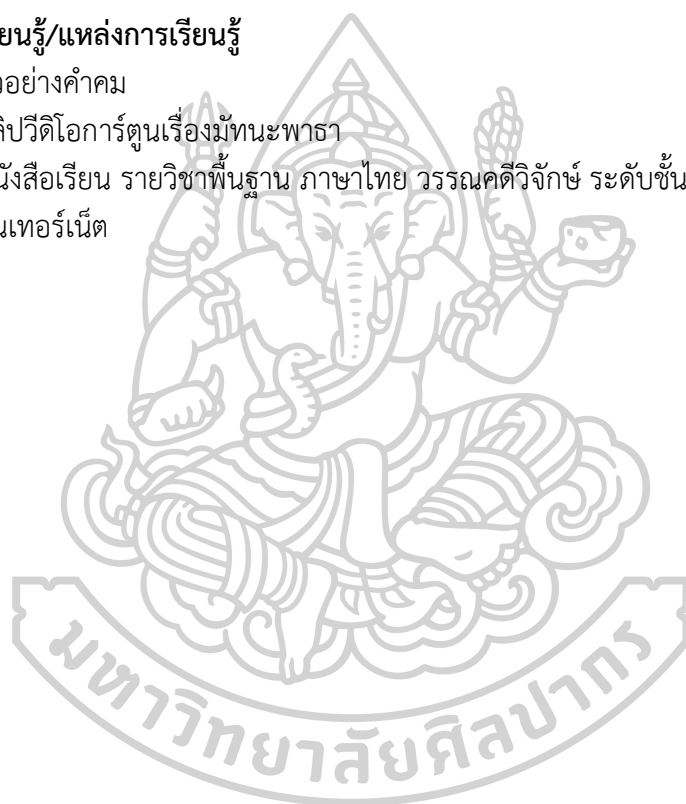 ยนรู้/แหล่งการเรียนรู้
วอย่างคำคม
ลิปวีดิโอการ์ตูนเรื่องมัทนะพาธา
นังสือเรียน รายวิชาพื้นฐาน ภาษาไทย วรรณคดีวิจักษ์ ระดับชั้น
นเทอร์เน็ต
มหาวิทยาลัยศิลปากร